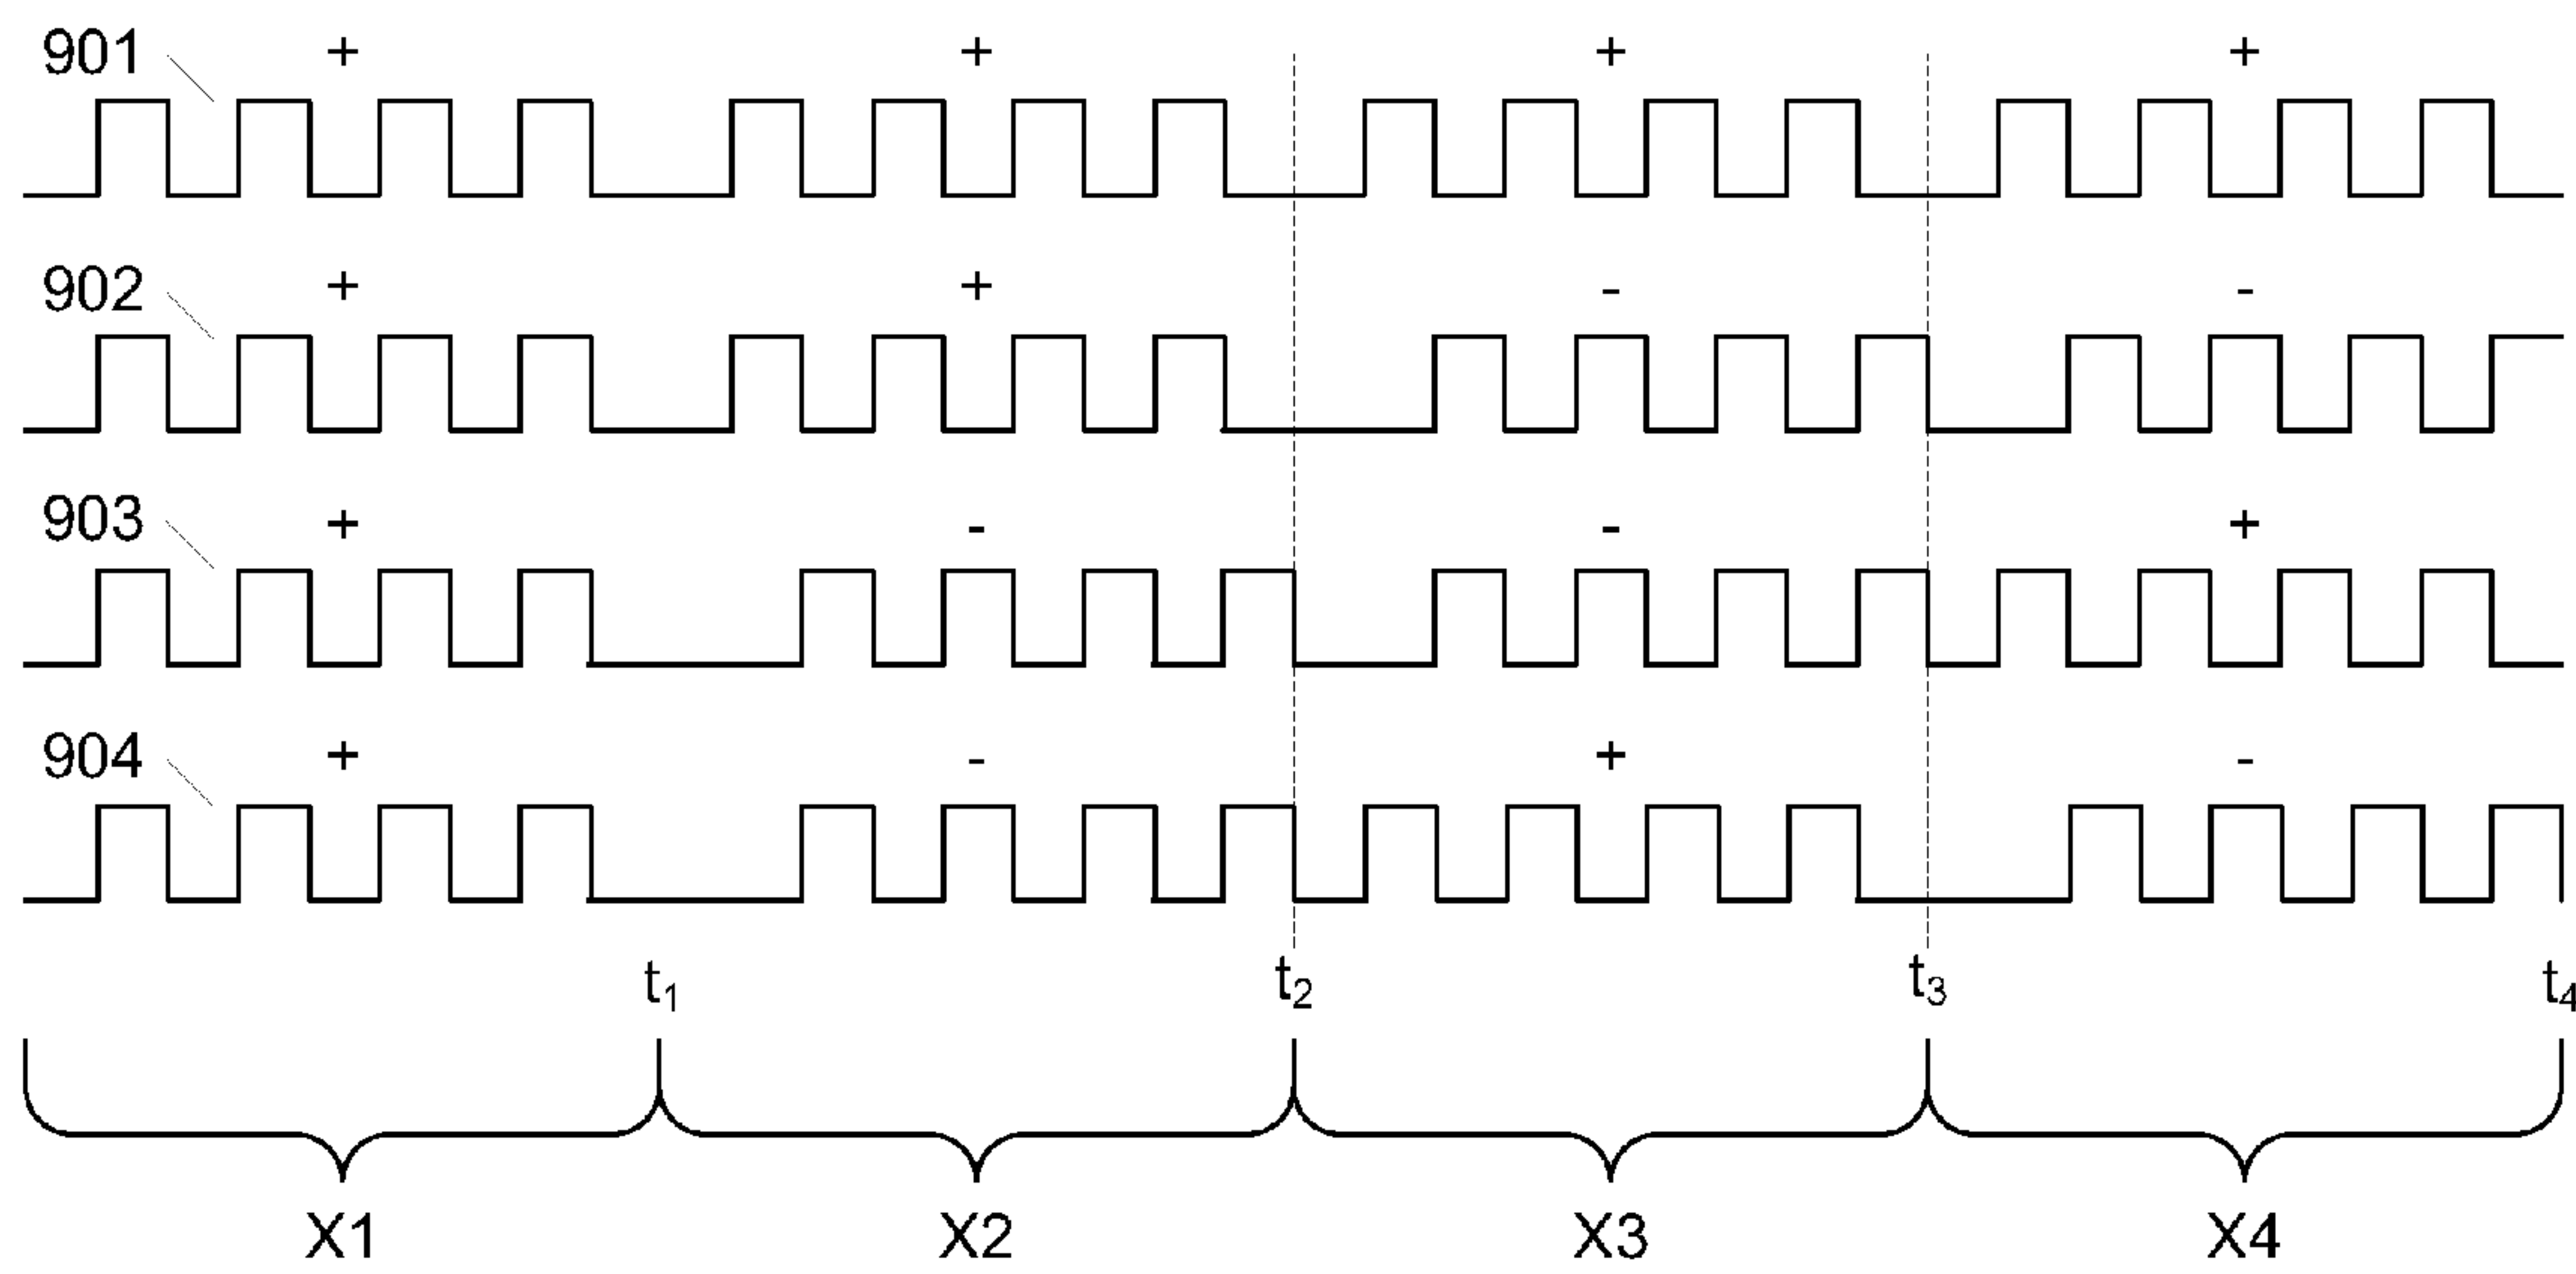 901 + + + +
902 + + - -
903 + - - +
904 + - + -
t1 t2 t3 t4
X1 X2 X3 X4